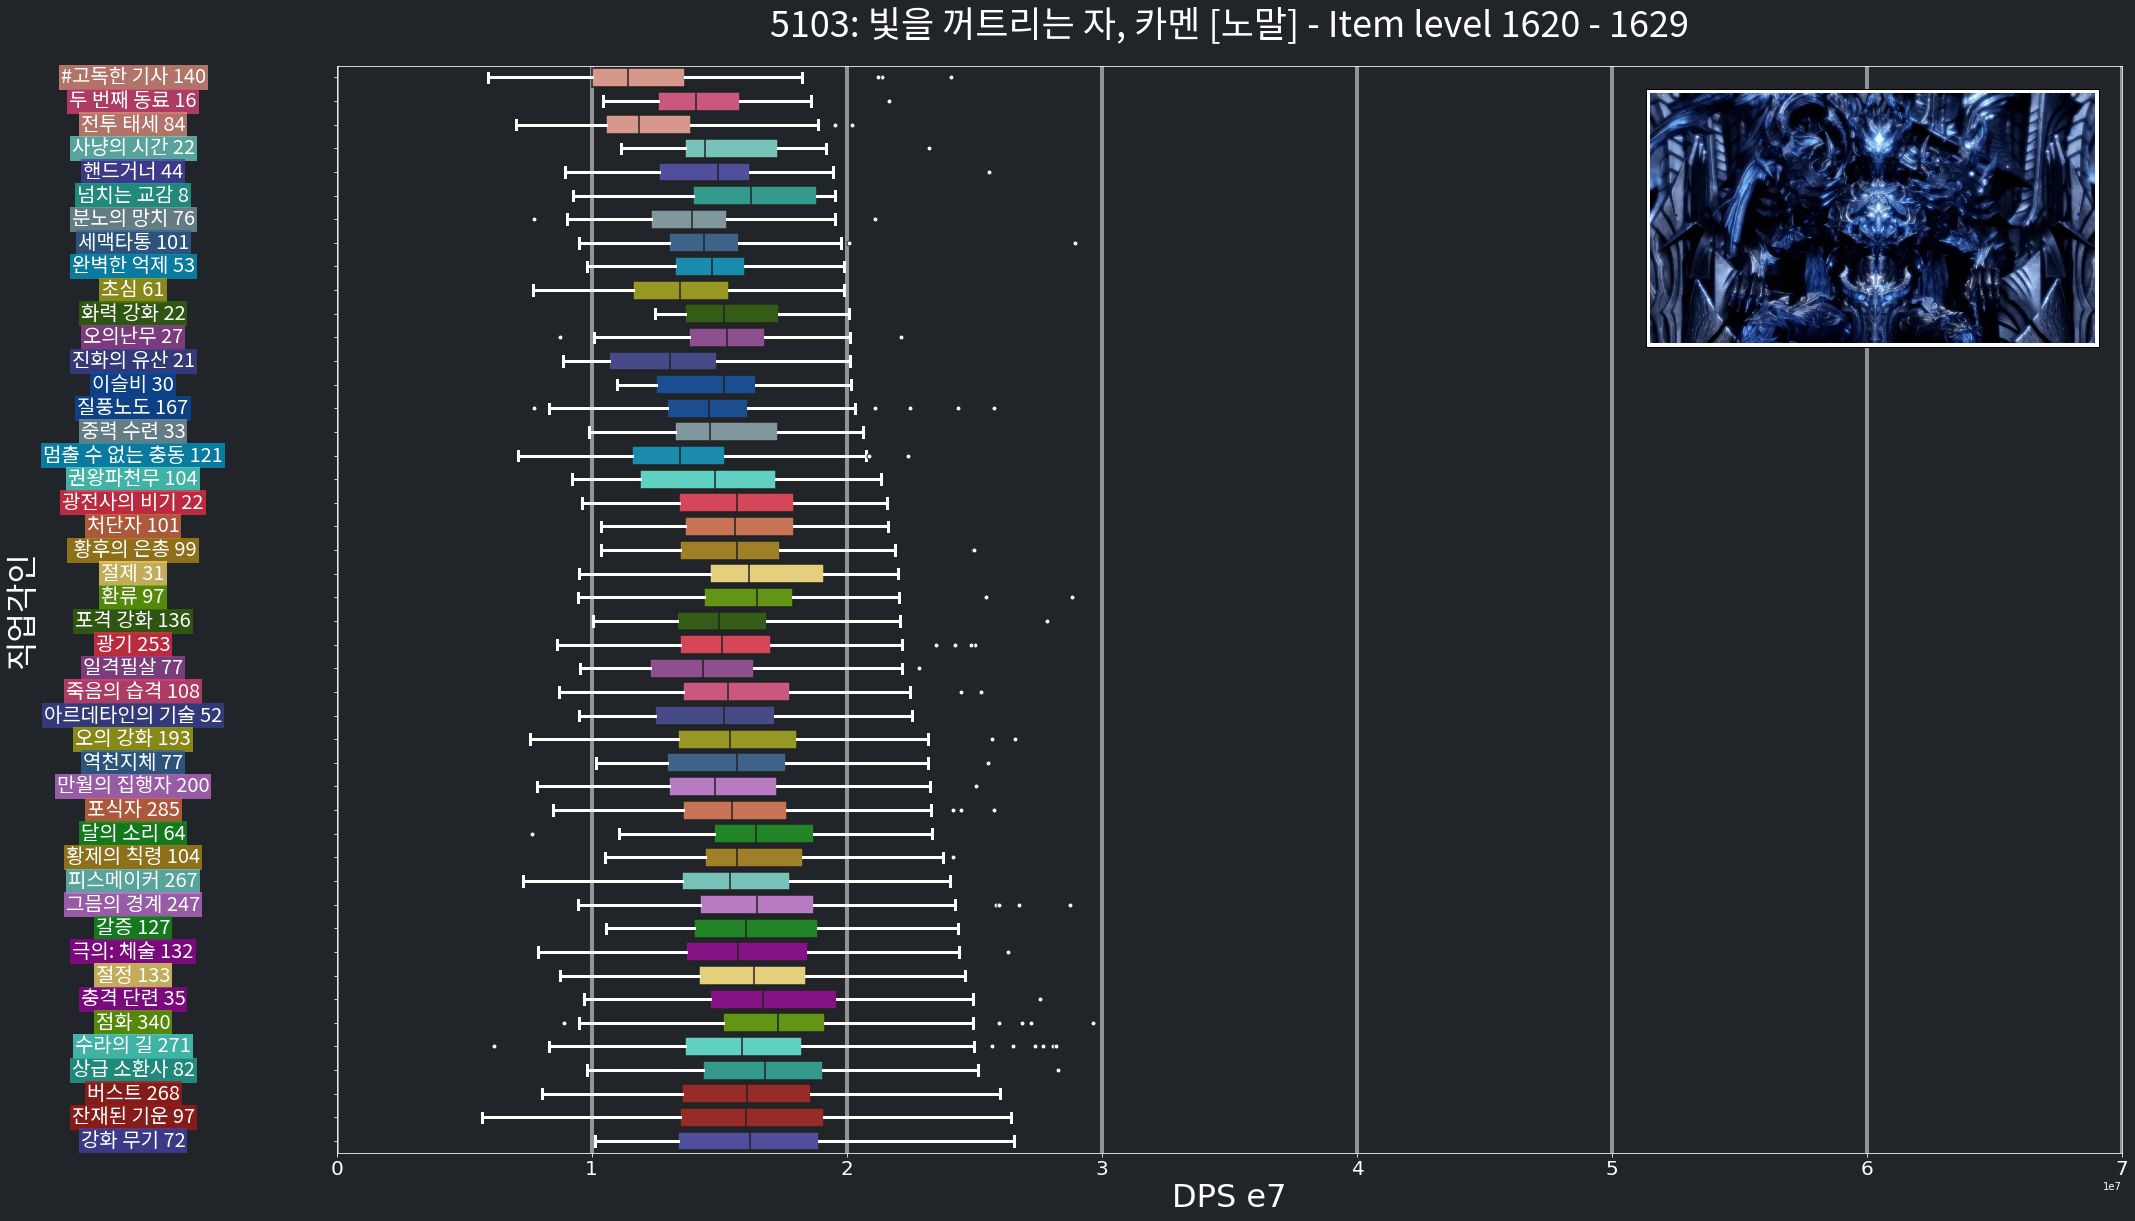 5103: 빛을 꺼트리는 자, 카멘 [노말] - Item level 1620 - 1629
#고독한 기사 140
두 번째 동료 16
전투 태세 84
사냥의 시간 22
핸드거너 44
넘치는 교감 8
분노의 망치 76
세맥타통 101
완벽한 억제 53
초심 61
화력 강화 22
오의난무 27
진화의 유산 21
이슬비 30
질풍노도 167
중력 수련 33
멈출 수 없는 충동 121
권왕파천무 104
광전사의 비기 22
처단자 101
황후의 은총 99
절제 31
환류 97
포격 강화 136
광기 253
일격필살 77
죽음의 습격 108
아르데타인의 기술 52
오의 강화 193
역천지체 77
만월의 집행자 200
포식자 285
달의 소리 64
황제의 칙령 104
피스메이커 267
그믐의 경계 247
갈증 127
극의: 체술 132
절정 133
충격 단련 35
점화 340
수라의 길 271
상급 소환사 82
버스트 268
잔재된 기운 97
강화 무기 72
직업각인
0 1 2 3 4 5 6 7
1e7
DPS e7